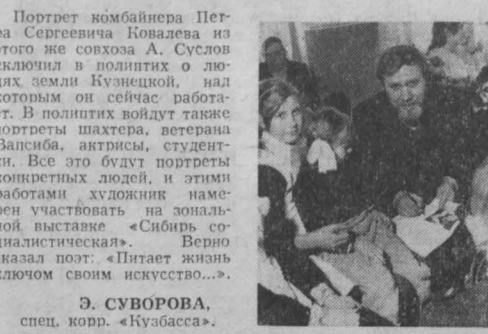 Портрет комбайнера Пет-
ра Сергеевича Ковалева из
этого же совхоза А. Суслов
включил в полиптих о лю-
дях земли Кузнецкой, над
которым он сейчас работа-
ет. В полиптих войдут также
портреты шахтера, ветерана
Запсиба, актрисы, студент-
ки. Все это будут портреты
конкретных людей, и этими
работами художник наме-
рен участвовать на зональ-
ной выставке «Сибирь со-
циалистическая». Верно
сказал поэт: «Питает жизнь
ключом своим искусство...».
Э. СУВОРОВА,
спец. корр. «Кузбасса».